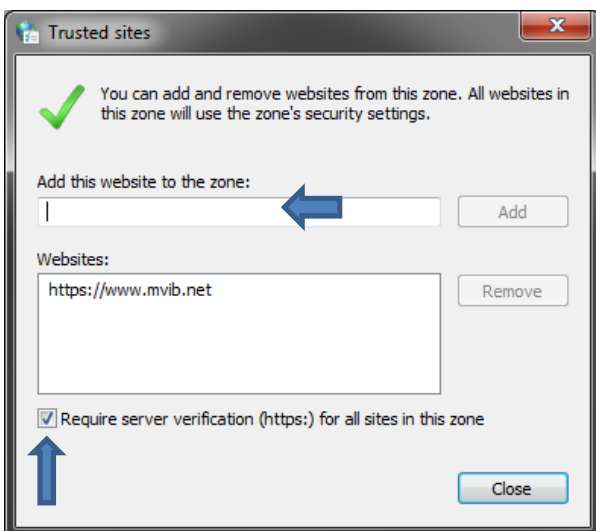 Trusted sites
You can add and remove websites from this zone. All websites in
this zone will use the zone's security settings.
Add this website to the zone:
Add
Websites:
https://www.mvib.net
Remove
Require server verification (https:) for all sites in this zone
Close